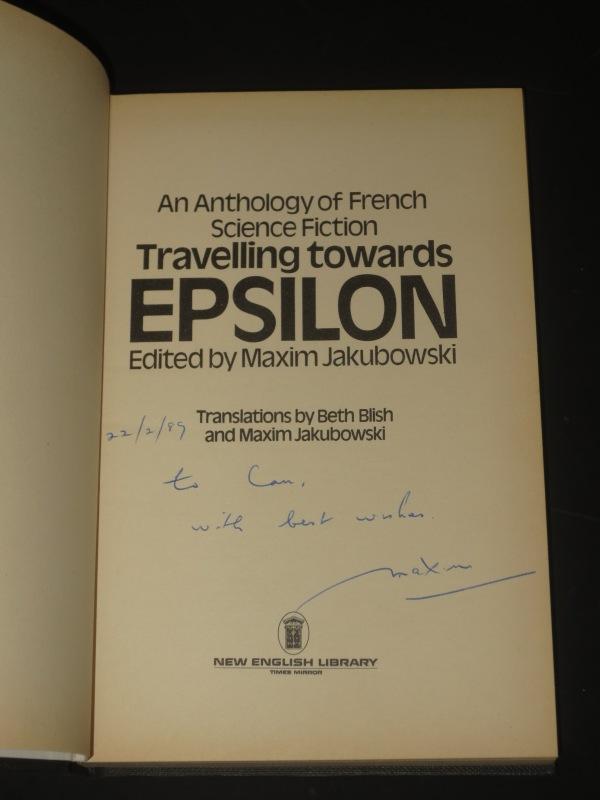 An Anthology of French
Science Fiction
Travelling towards
EPSILON
Edited by Maxim Jakubowski
Translations by Beth Blish
and Maxim Jakubowski
22/2/89
to
with best wishes.
Maxim
NEW ENGLISH LIBRARY
TIMES MIRROR